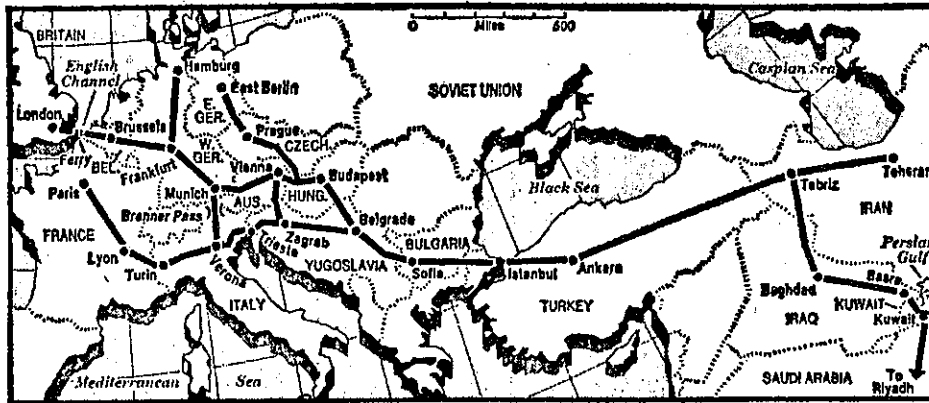 0 Miles 500
BRITAIN
English
Channel
Hamburg
East Berlin
SOVIET UNION
Caspian Sea
London
Brussels
E.
GER.
Prague
CZECH.
Ferry
BEL.
Frankfurt
W.
GER.
Vienna
Budapest
Black Sea
Teheran
Tebriz
Paris
Munich
AUS.
HUNG.
IRAN
Brenner Pass
Belgrade
FRANCE
Zagrab
BULGARIA
Persian
Gulf
Lyon
Trieste
Turin
Verona
YUGOSLAVIA
Sofia
Istanbul
Ankara
Baghdad
Basra
KUWAIT
Kuwait
ITALY
TURKEY
IRAQ
Mediterranean Sea
SAUDI ARABIA
To
Riyadh